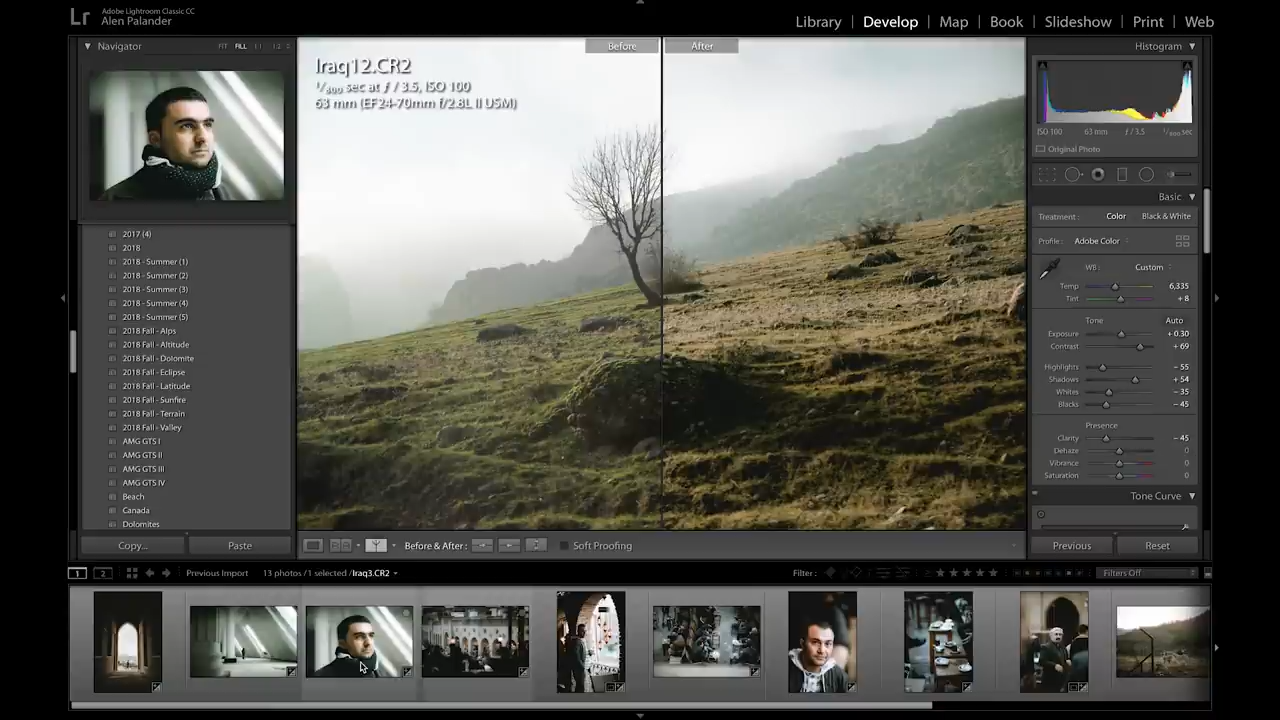 Lr
Adobe Lightroom Classic CC
Alen Palander
Library | Develop | Map | Book | Slideshow | Print | Web
Navigator
FIT FILL 1:1 1:2
2017 (4)
2018
2018 - Summer (1)
2018 - Summer (2)
2018 - Summer (3)
2018 - Summer (4)
2018 - Summer (5)
2018 Fall - Alps
2018 Fall - Altitude
2018 Fall - Dolomite
2018 Fall - Eclipse
2018 Fall - Latitude
2018 Fall - Sunfire
2018 Fall - Terrain
2018 Fall - Valley
AMG GTS I
AMG GTS II
AMG GTS III
AMG GTS IV
Beach
Canada
Dolomites
Copy...
Paste
Before
After
Iraq12.CR2
1/400 sec at ƒ / 3.5, ISO 100
63 mm (EF24-70mm f/2.8L II USM)
Before & After :
Soft Proofing
Histogram
ISO 100 63 mm ƒ / 3.5 sec
Original Photo
Basic
Treatment : Color Black & White
Profile : Adobe Color
WB : Custom
Temp 6,335
Tint + 8
Tone Auto
Exposure + 0.30
Contrast + 69
Highlights − 55
Shadows + 54
Whites − 35
Blacks − 45
Presence
Clarity − 45
Dehaze 0
Vibrance 0
Saturation 0
Tone Curve
Previous
Reset
1 2 Previous Import 13 photos / 1 selected / Iraq3.CR2
Filter : Filters Off